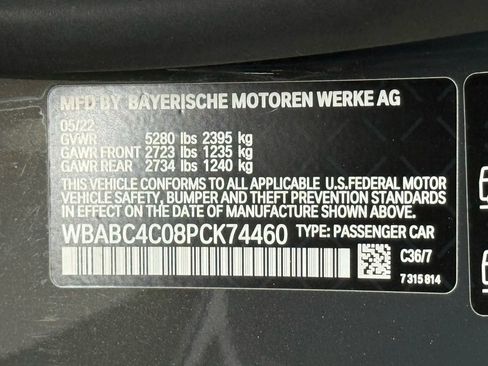 MFD BY BAYERISCHE MOTOREN WERKE AG
05/22
GVWR 5280 lbs 2395 kg
GAWR FRONT 2723 lbs 1235 kg
GAWR REAR 2734 lbs 1240 kg
THIS VEHICLE CONFORMS TO ALL APPLICABLE U.S.FEDERAL MOTOR
VEHICLE SAFETY, BUMPER AND THEFT PREVENTION STANDARDS IN
EFFECT ON THE DATE OF MANUFACTURE SHOWN ABOVE.
WBABC4C08PCK74460 TYPE: PASSENGER CAR
C36/7
7 315 814